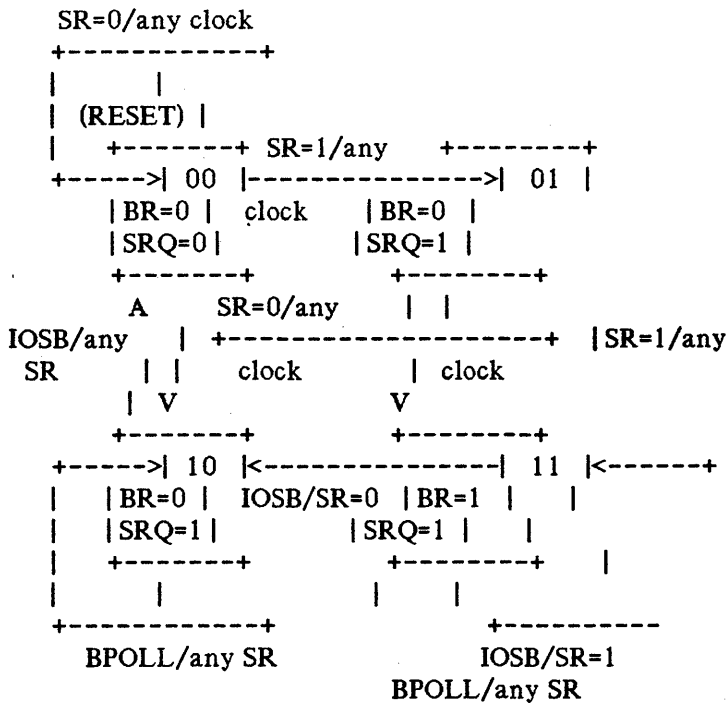 SR=0/any clock
+-------------+
|          |
|  (RESET) |
|     +-------+  SR=1/any     +--------+
+----->|  00  |---------------->|  01  |
|BR=0  |    clock      |BR=0  |
|SRQ=0|              |SRQ=1  |
+--------+              +--------+
A        SR=0/any       |  |
IOSB/any     |  +--------------------+  |SR=1/any
SR        |  |      clock          |  clock
|  V                    V
+--------+              +--------+
+----->|  10  |<----------------|  11  |<------+
|     |BR=0  |   IOSB/SR=0  |BR=1  |     |
|     |SRQ=1|              |SRQ=1  |     |
|     +-------+              +--------+      |
|          |                    |      |
+-------------+                       +----------
BPOLL/any SR                    IOSB/SR=1
BPOLL/any SR